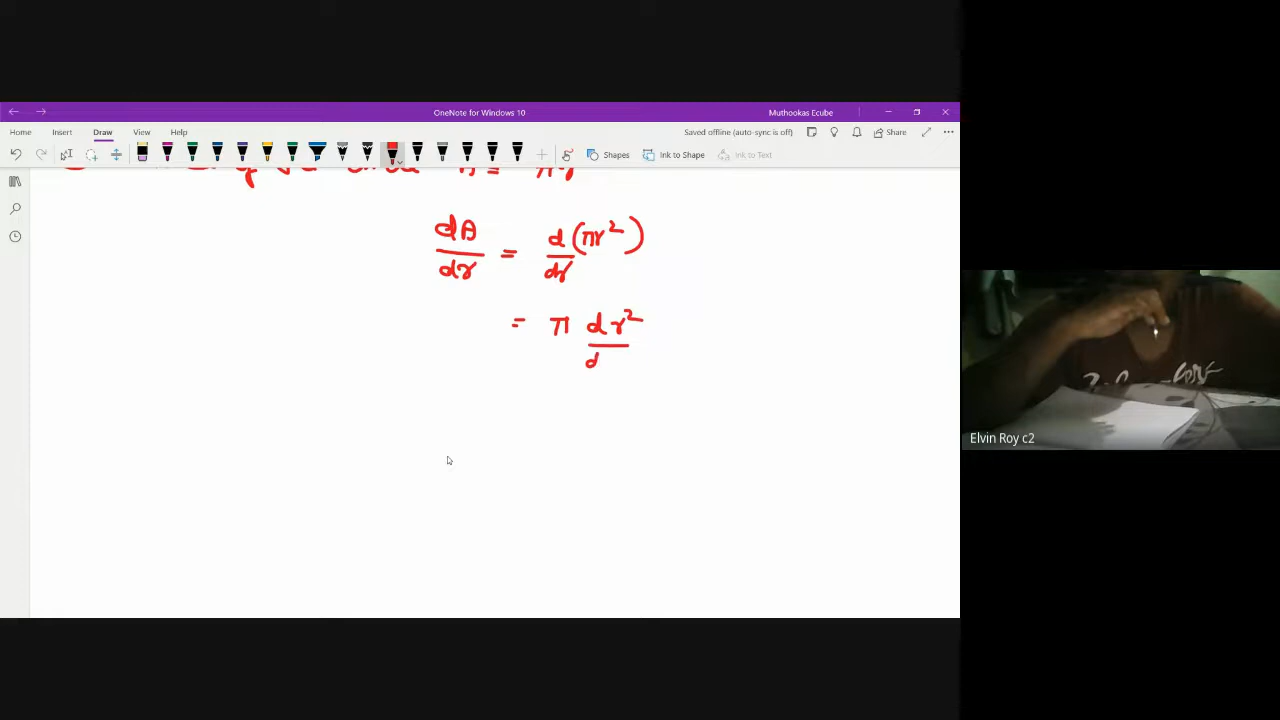 OneNote for Windows 10
Muthookas Ecube
Home Insert Draw View Help
Saved offline (auto-sync is off) Share
Shapes Ink to Shape Ink to Text
dA/dr = d/dr (πr²)
= π dr²/d
Elvin Roy c2